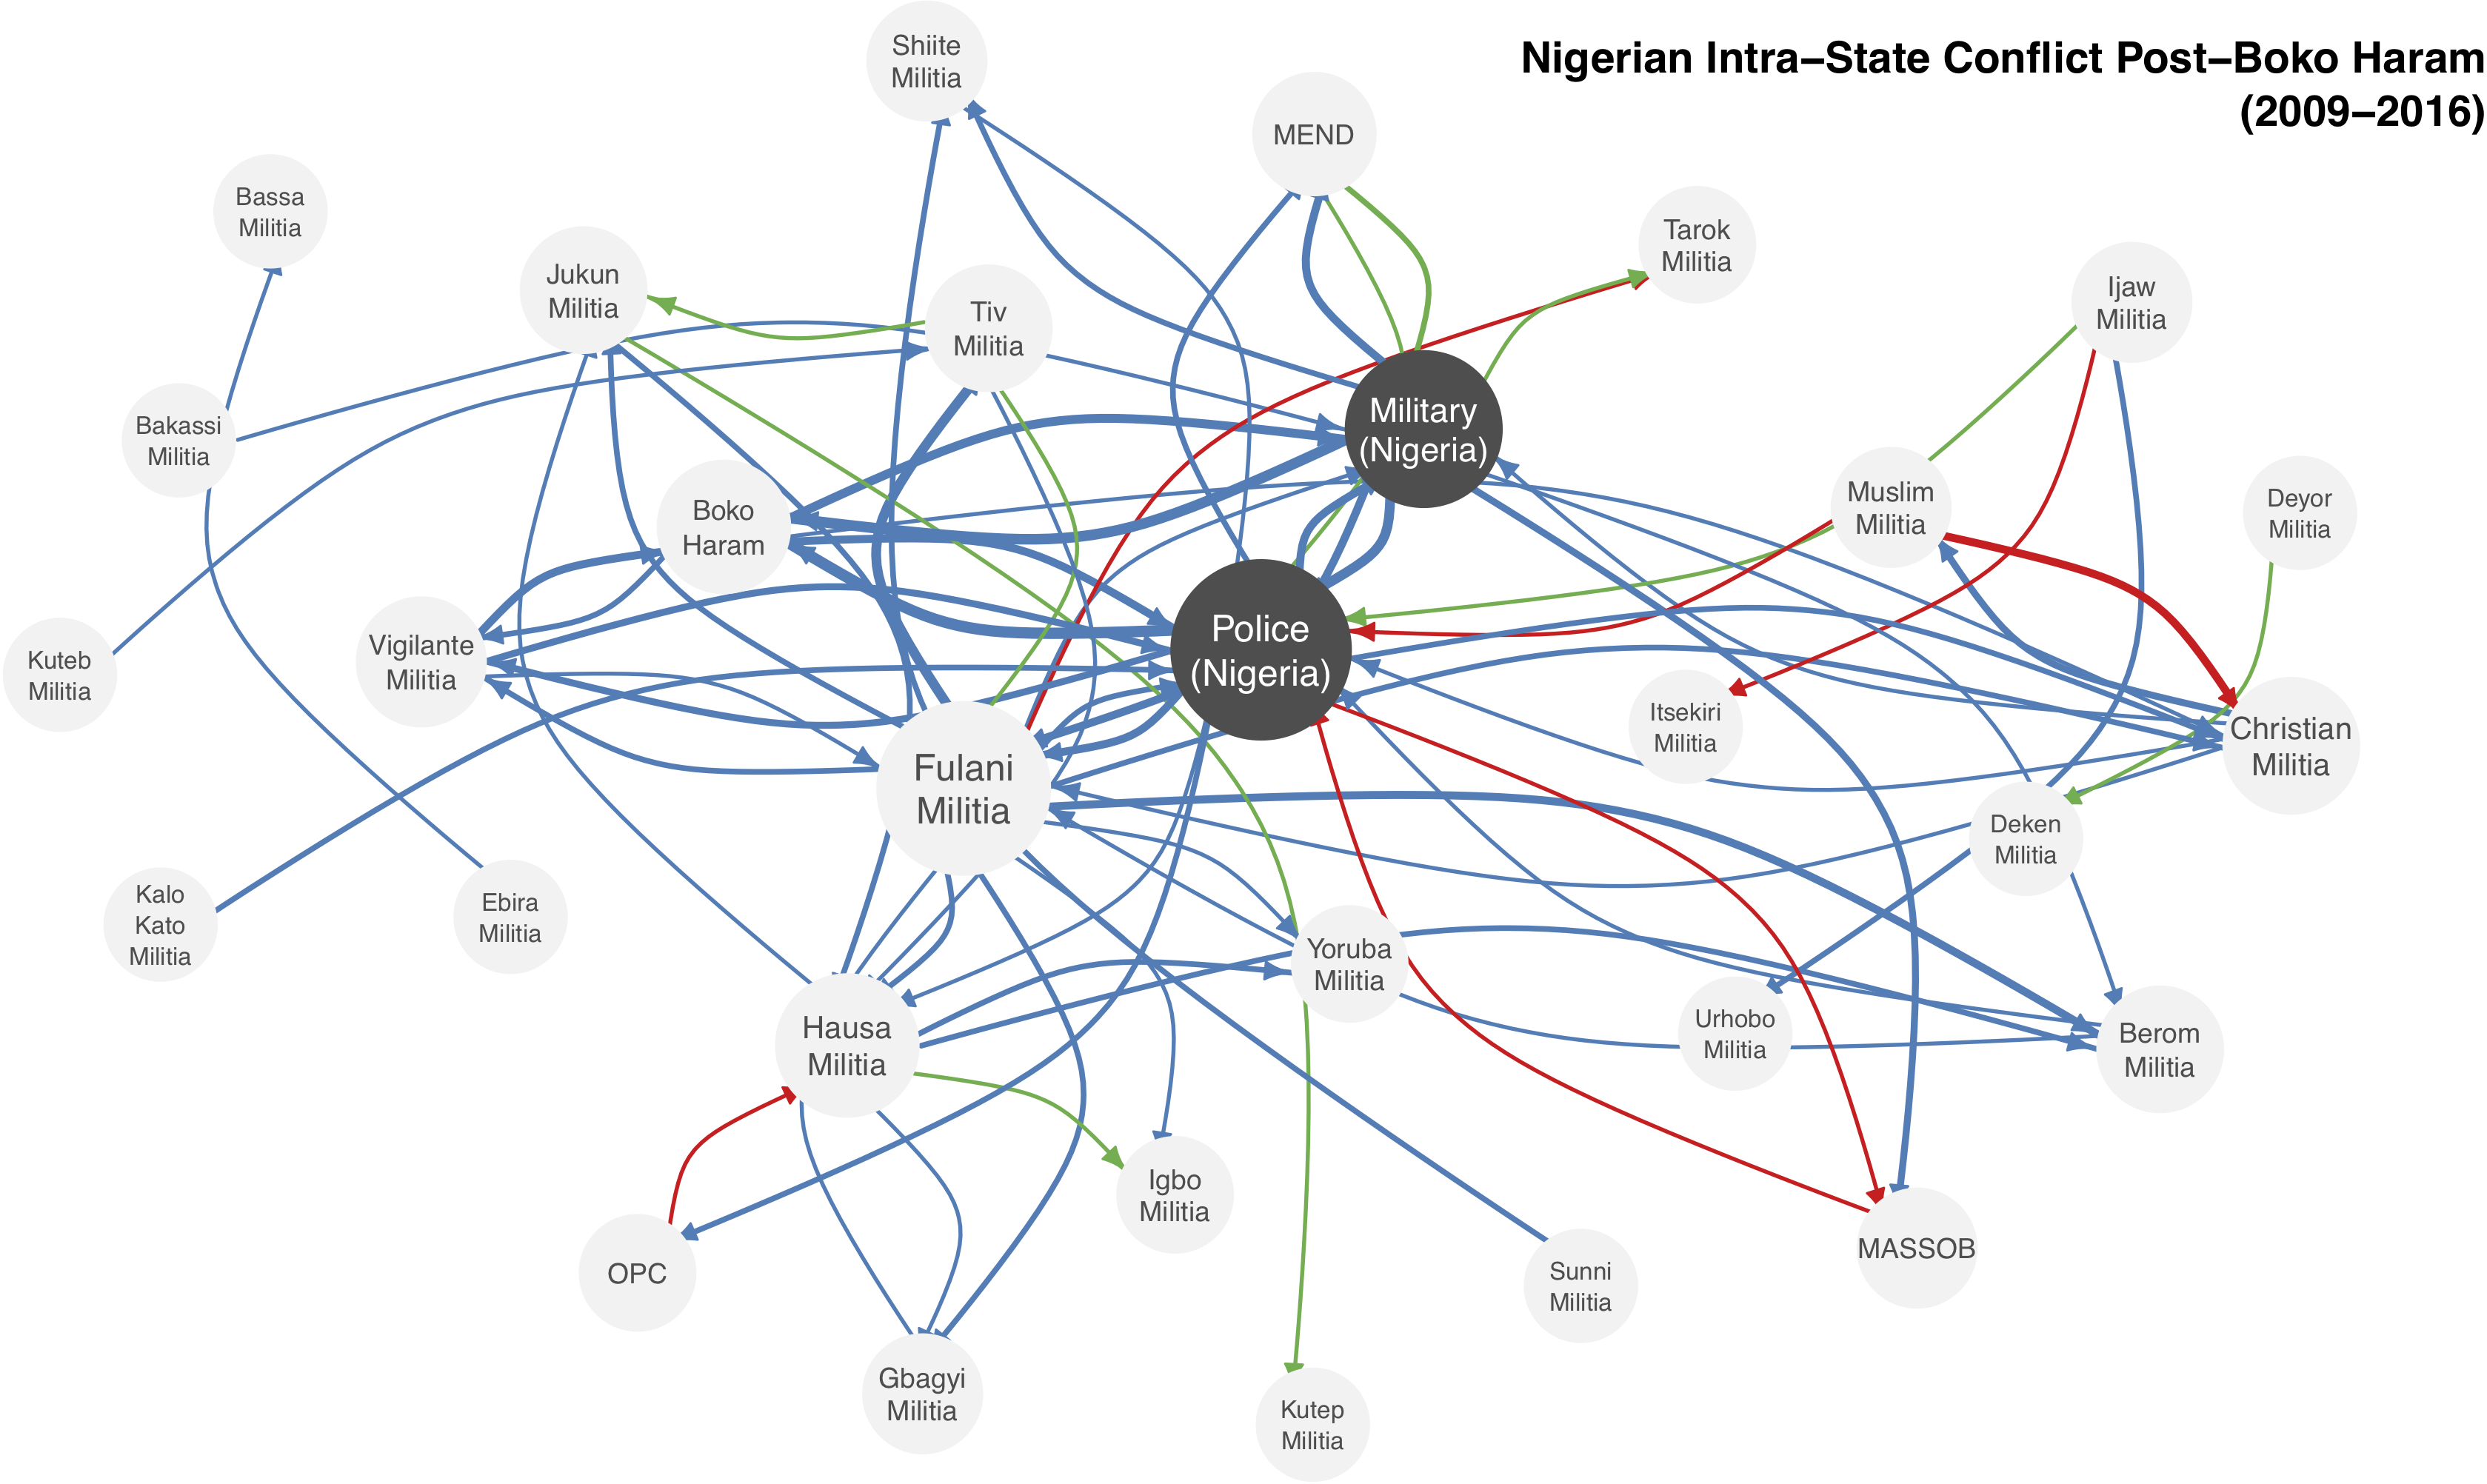 Nigerian Intra–State Conflict Post–Boko Haram
(2009–2016)
Shiite
Militia
MEND
Bassa
Militia
Tarok
Militia
Jukun
Militia
Ijaw
Militia
Tiv
Militia
Bakassi
Militia
Military
(Nigeria)
Muslim
Militia
Boko
Haram
Deyor
Militia
Vigilante
Militia
Police
(Nigeria)
Kuteb
Militia
Itsekiri
Militia
Christian
Militia
Fulani
Militia
Deken
Militia
Kalo
Kato
Militia
Ebira
Militia
Yoruba
Militia
Hausa
Militia
Urhobo
Militia
Berom
Militia
Igbo
Militia
OPC
MASSOB
Sunni
Militia
Gbagyi
Militia
Kutep
Militia